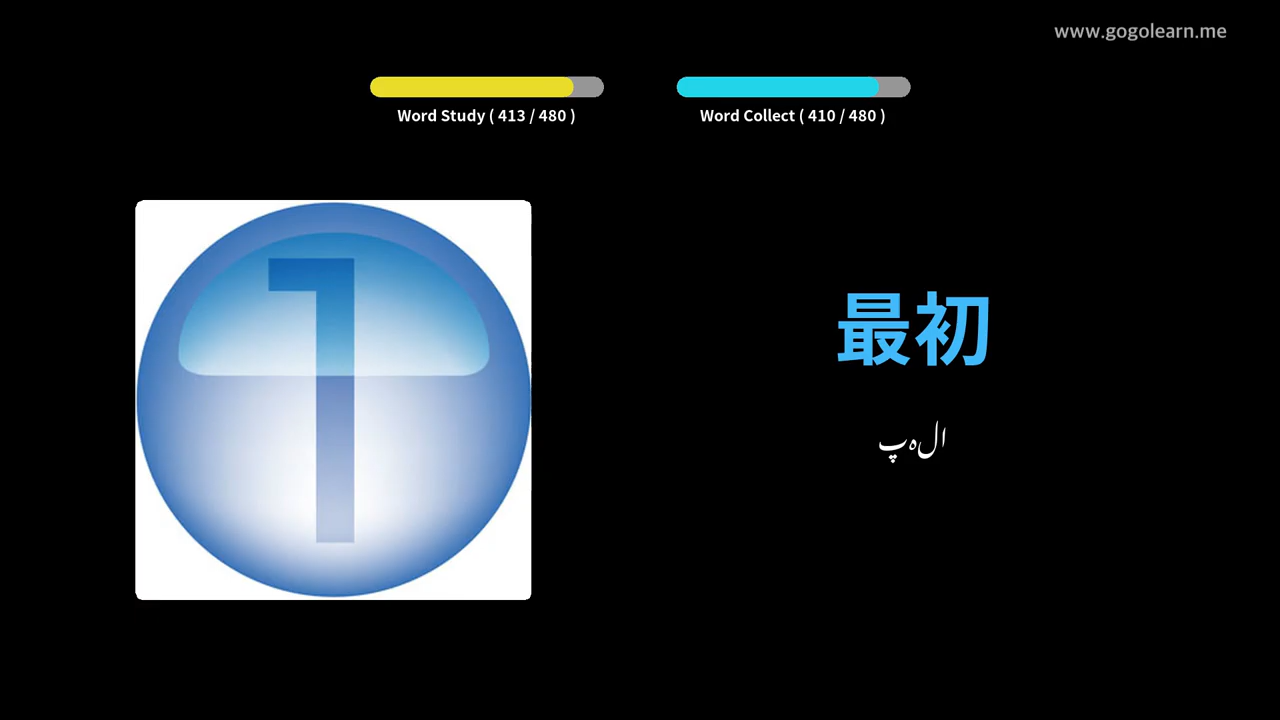 www.gogolearn.me
Word Study ( 413 / 480 )
Word Collect ( 410 / 480 )
1
最初
الہپ